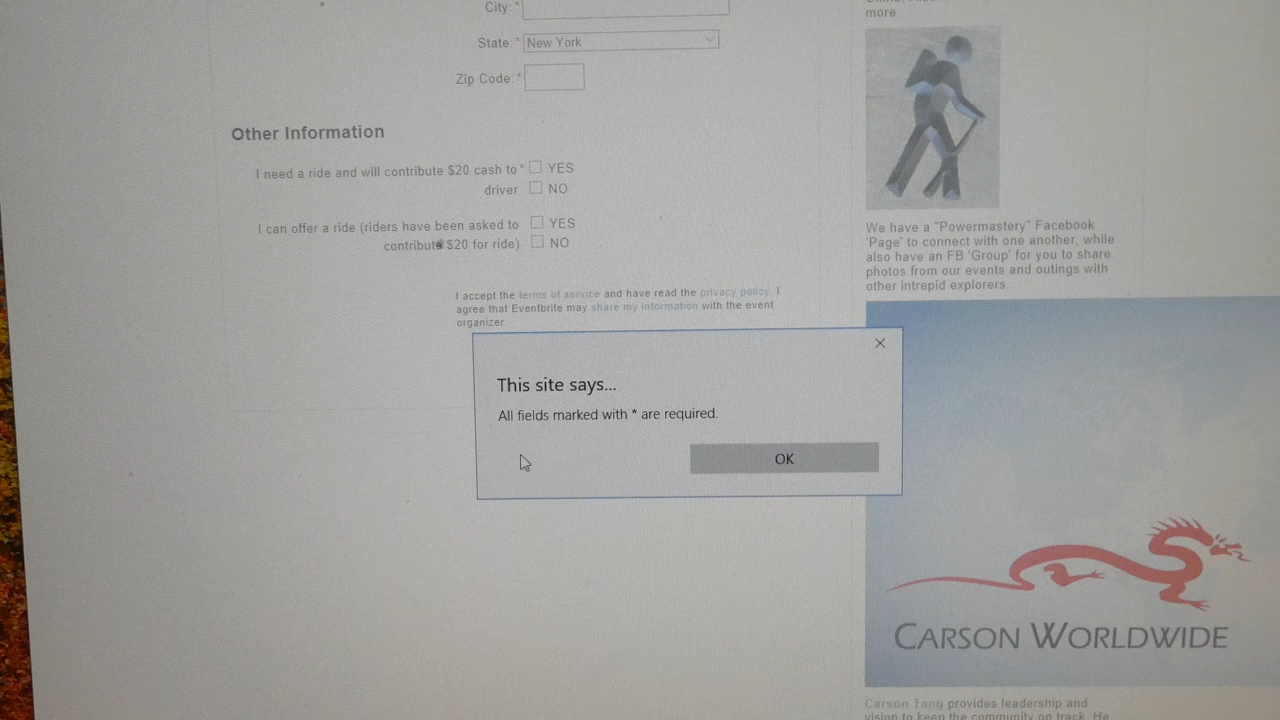 City: *
State: * New York
Zip Code: *
Other Information
I need a ride and will contribute $20 cash to * YES
driver NO
I can offer a ride (riders have been asked to YES
contribute $20 for ride) NO
I accept the terms of service and have read the privacy policy. I
agree that Eventbrite may share my information with the event
organizer
This site says...
All fields marked with * are required.
OK
more.
We have a "Powermastery" Facebook
'Page' to connect with one another, while
also have an FB 'Group' for you to share
photos from our events and outings with
other intrepid explorers.
CARSON WORLDWIDE
Carson Tang provides leadership and
vision to keep the community on track. He